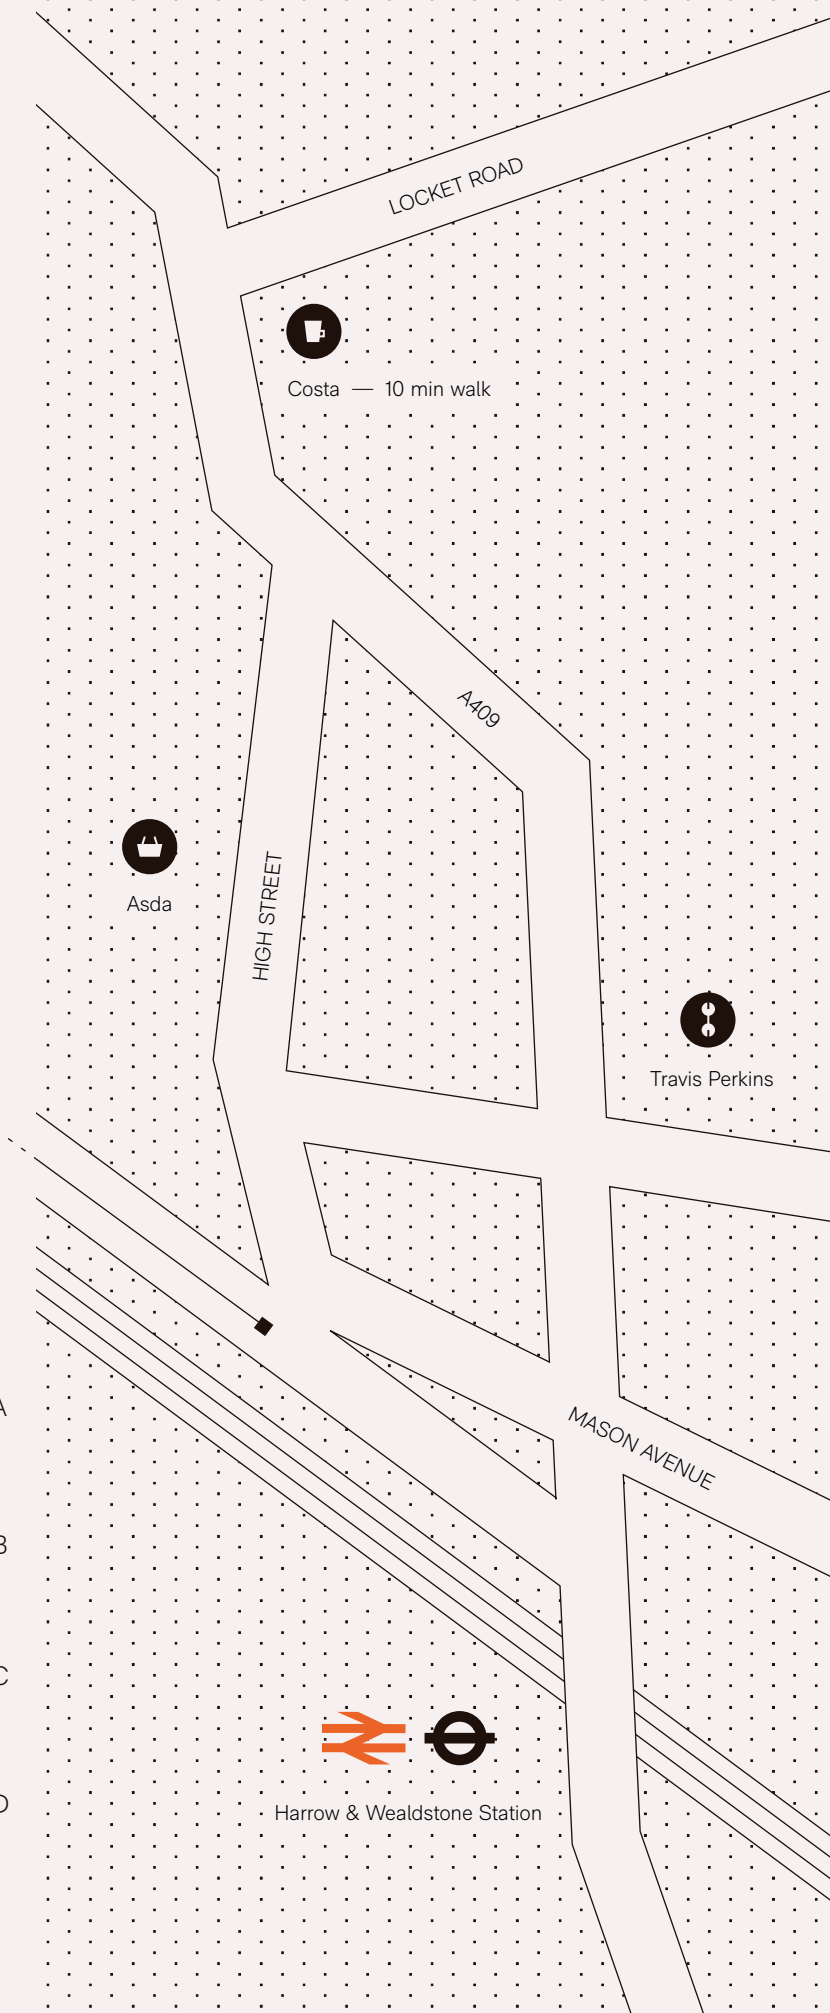 LOCKET ROAD
Costa — 10 min walk
A409
HIGH STREET
Asda
Travis Perkins
A
MASON AVENUE
B
C
Harrow & Wealdstone Station
D